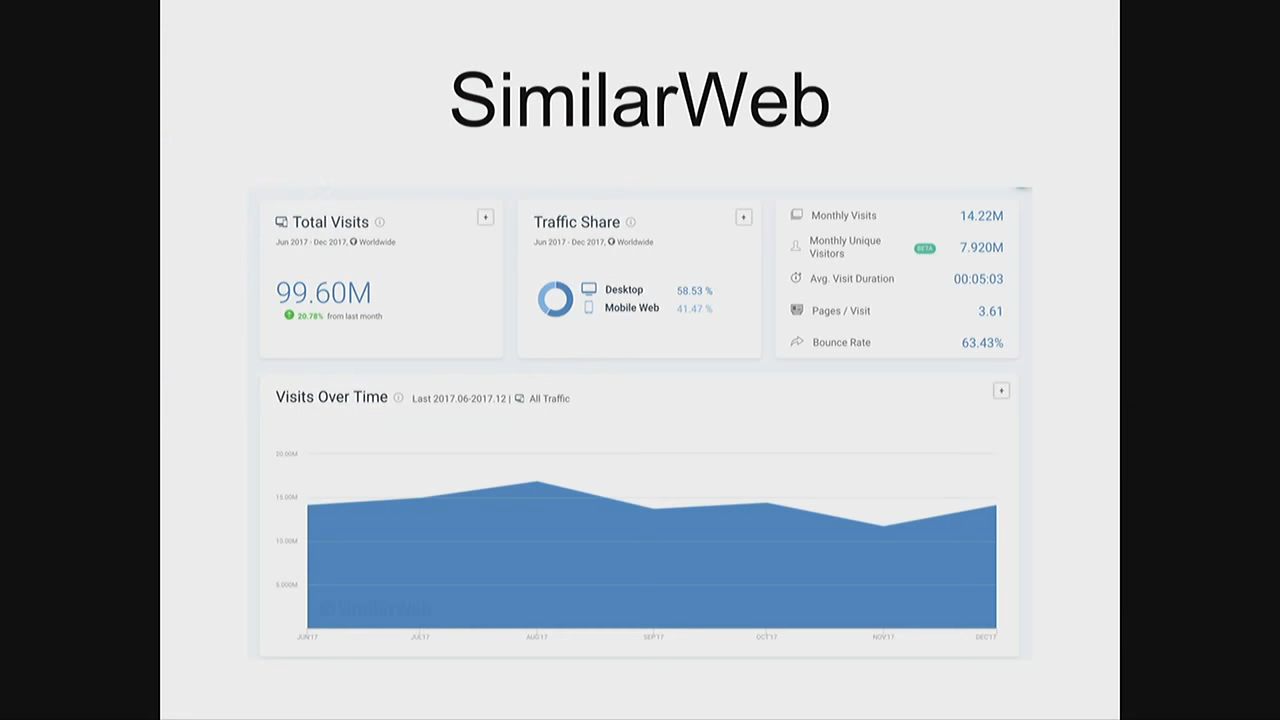 SimilarWeb
Total Visits
Jun 2017 - Dec 2017, Worldwide
99.60M
20.78% from last month
Traffic Share
Jun 2017 - Dec 2017, Worldwide
Desktop 58.53 %
Mobile Web 41.47 %
Monthly Visits 14.22M
Monthly Unique Visitors BETA 7.920M
Avg. Visit Duration 00:05:03
Pages / Visit 3.61
Bounce Rate 63.43%
Visits Over Time Last 2017.06-2017.12 | All Traffic
20.00M
15.00M
10.00M
5.000M
SimilarWeb
JUN'17 JUL'17 AUG'17 SEP'17 OCT'17 NOV'17 DEC'17